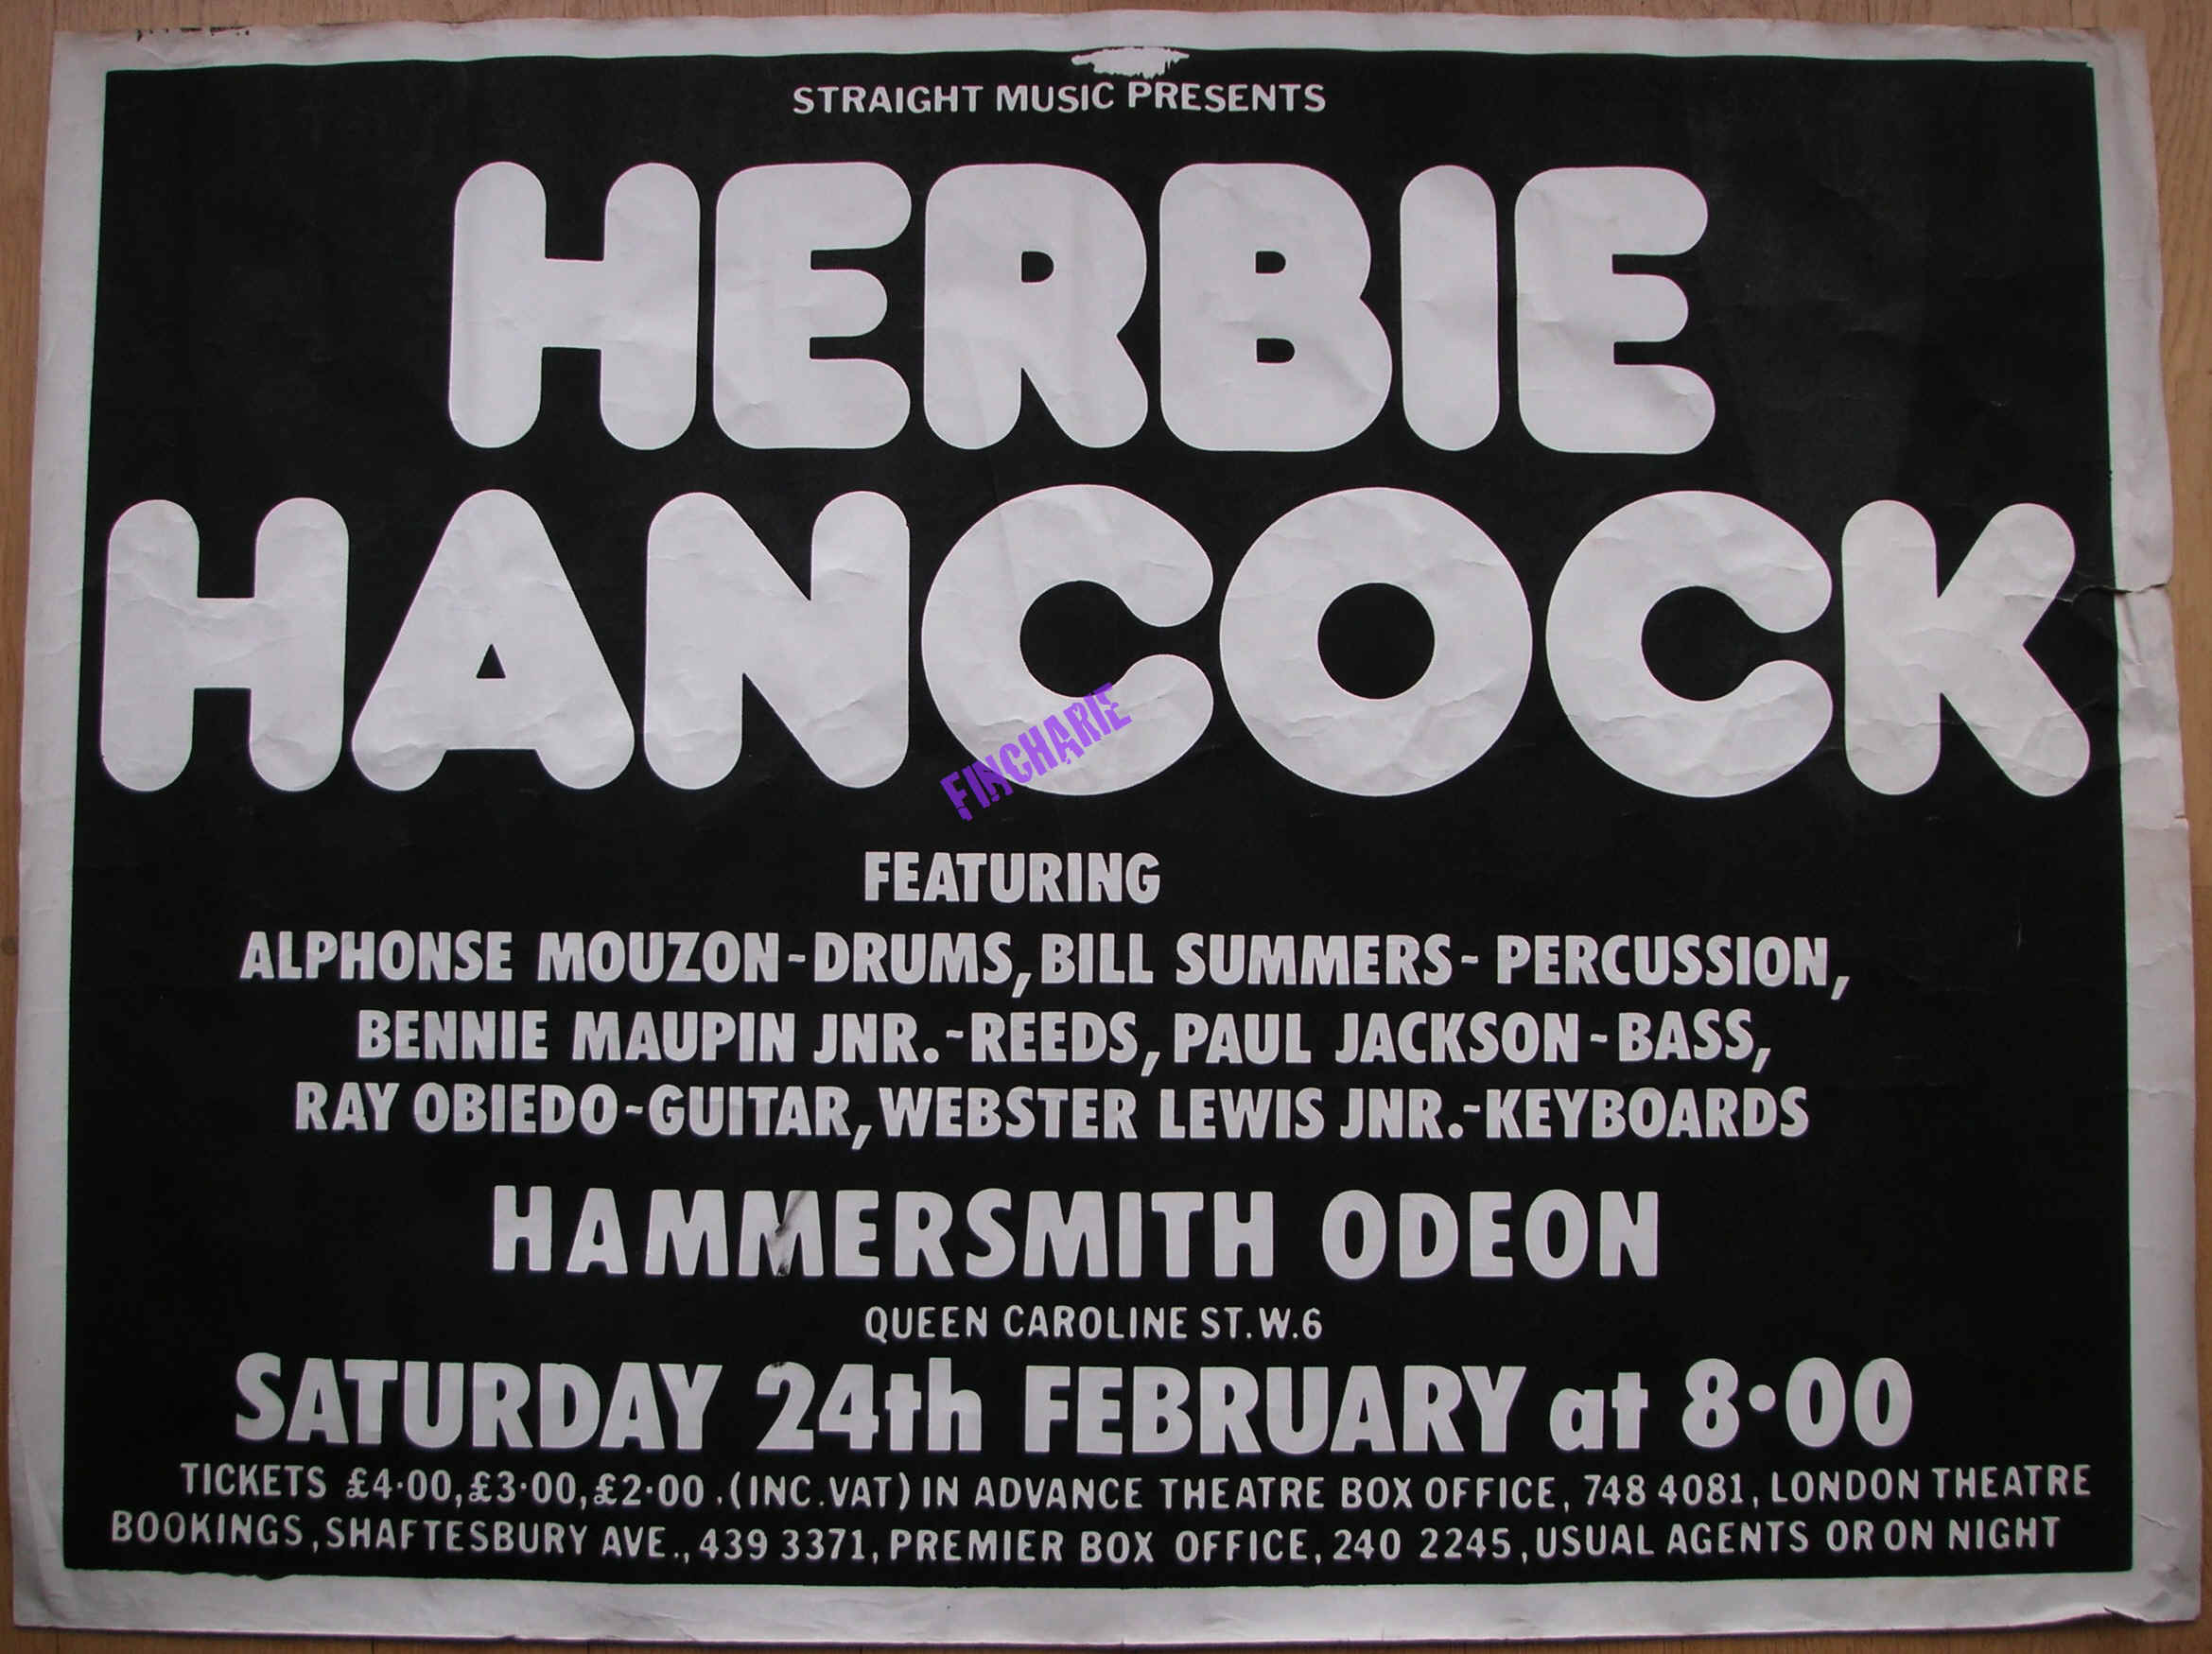 STRAIGHT MUSIC PRESENTS
HERBIE
HANCOCK
FINCHARIE
FEATURING
ALPHONSE MOUZON-DRUMS, BILL SUMMERS- PERCUSSION,
BENNIE MAUPIN JNR.-REEDS, PAUL JACKSON-BASS,
RAY OBIEDO-GUITAR, WEBSTER LEWIS JNR.-KEYBOARDS
HAMMERSMITH ODEON
QUEEN CAROLINE ST. W.6
SATURDAY 24th FEBRUARY at 8·00
TICKETS £4·00, £3·00, £2·00 .(INC.VAT) IN ADVANCE THEATRE BOX OFFICE, 748 4081, LONDON THEATRE
BOOKINGS, SHAFTESBURY AVE., 439 3371, PREMIER BOX OFFICE, 240 2245, USUAL AGENTS OR ON NIGHT